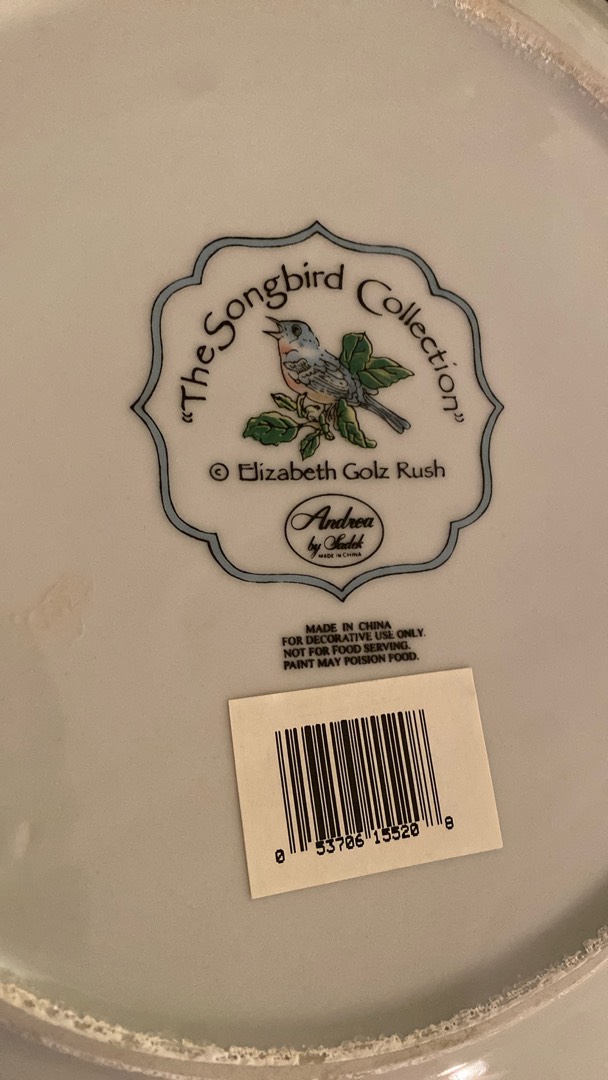 "The Songbird Collection"
© Elizabeth Golz Rush
Andrea
by Sadek
MADE IN CHINA
MADE IN CHINA
FOR DECORATIVE USE ONLY.
NOT FOR FOOD SERVING.
PAINT MAY POISION FOOD.
0 53706 15520 8